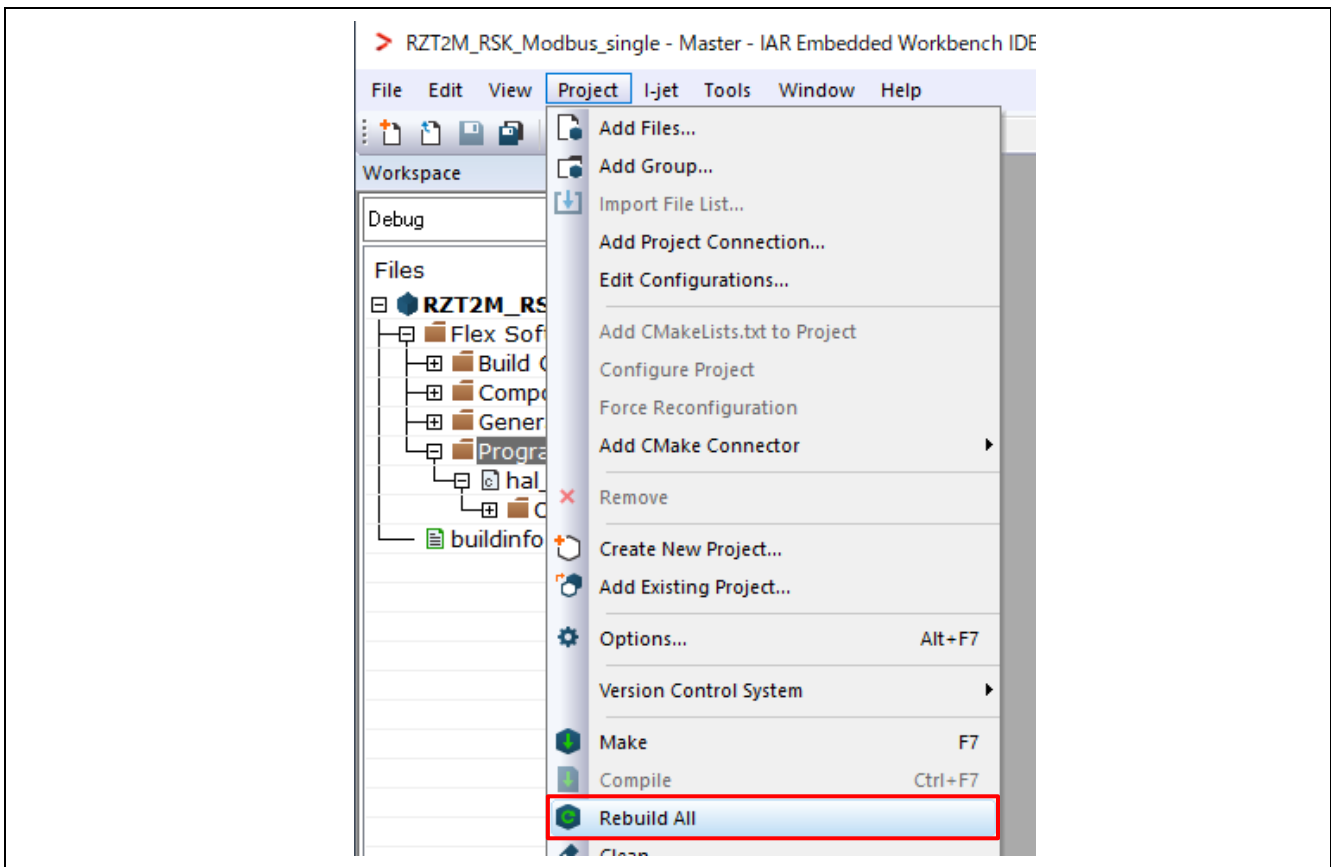 RZT2M_RSK_Modbus_single - Master - IAR Embedded Workbench IDE
File Edit View Project I-jet Tools Window Help
Workspace
Debug
Files
RZT2M_RS
Flex Sof
Build
Compo
Gener
Progra
hal_
buildinfo
Add Files...
Add Group...
Import File List...
Add Project Connection...
Edit Configurations...
Add CMakeLists.txt to Project
Configure Project
Force Reconfiguration
Add CMake Connector
Remove
Create New Project...
Add Existing Project...
Options... Alt+F7
Version Control System
Make F7
Compile Ctrl+F7
Rebuild All
Clean